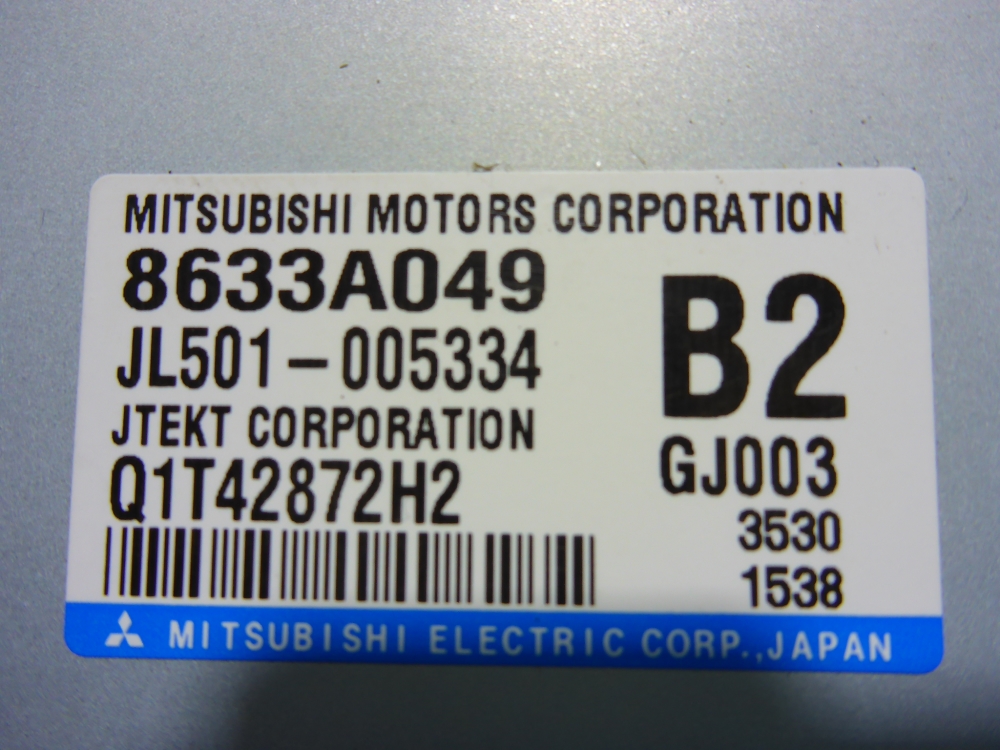 MITSUBISHI MOTORS CORPORATION
8633A049
B2
JL501-005334
JTEKT CORPORATION
GJ003
Q1T42872H2
3530
1538
MITSUBISHI ELECTRIC CORP.,JAPAN